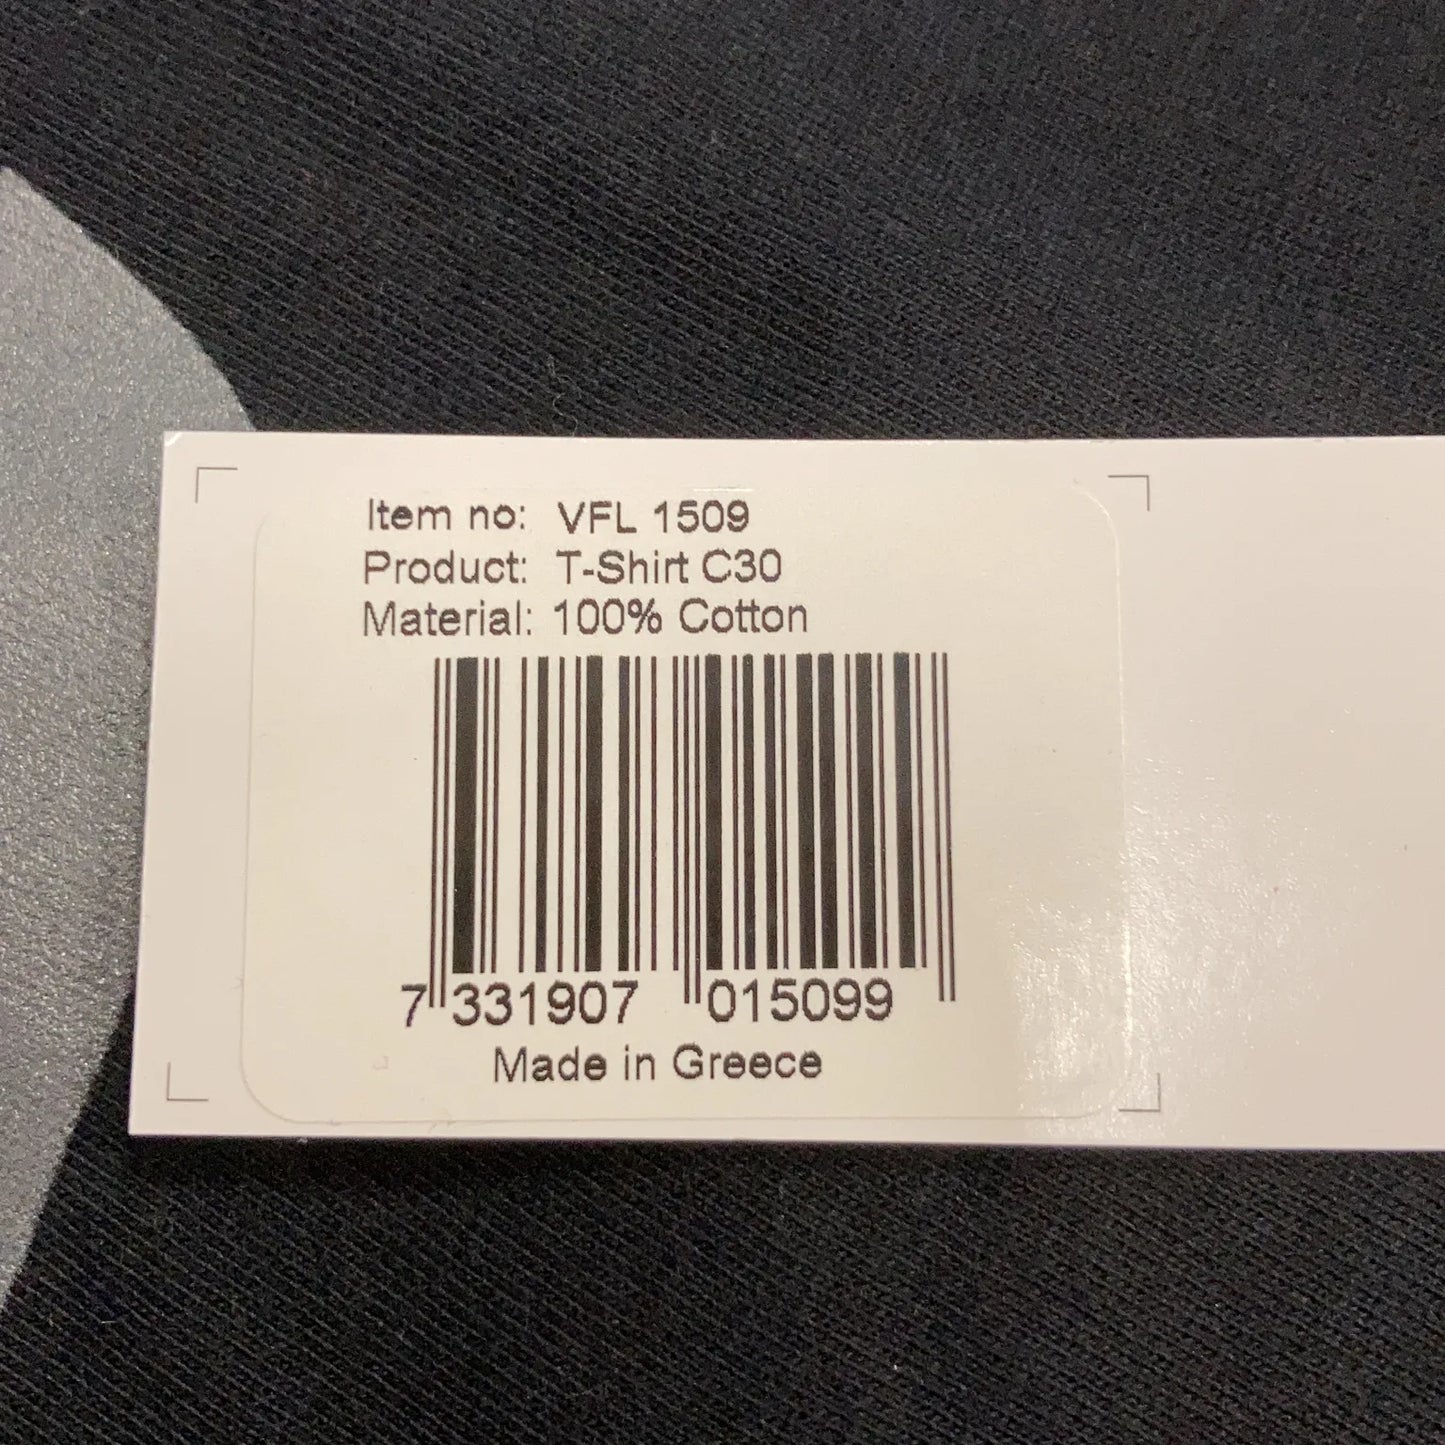 Item no: VFL 1509
Product: T-Shirt C30
Material: 100% Cotton
7 331907 015099
Made in Greece